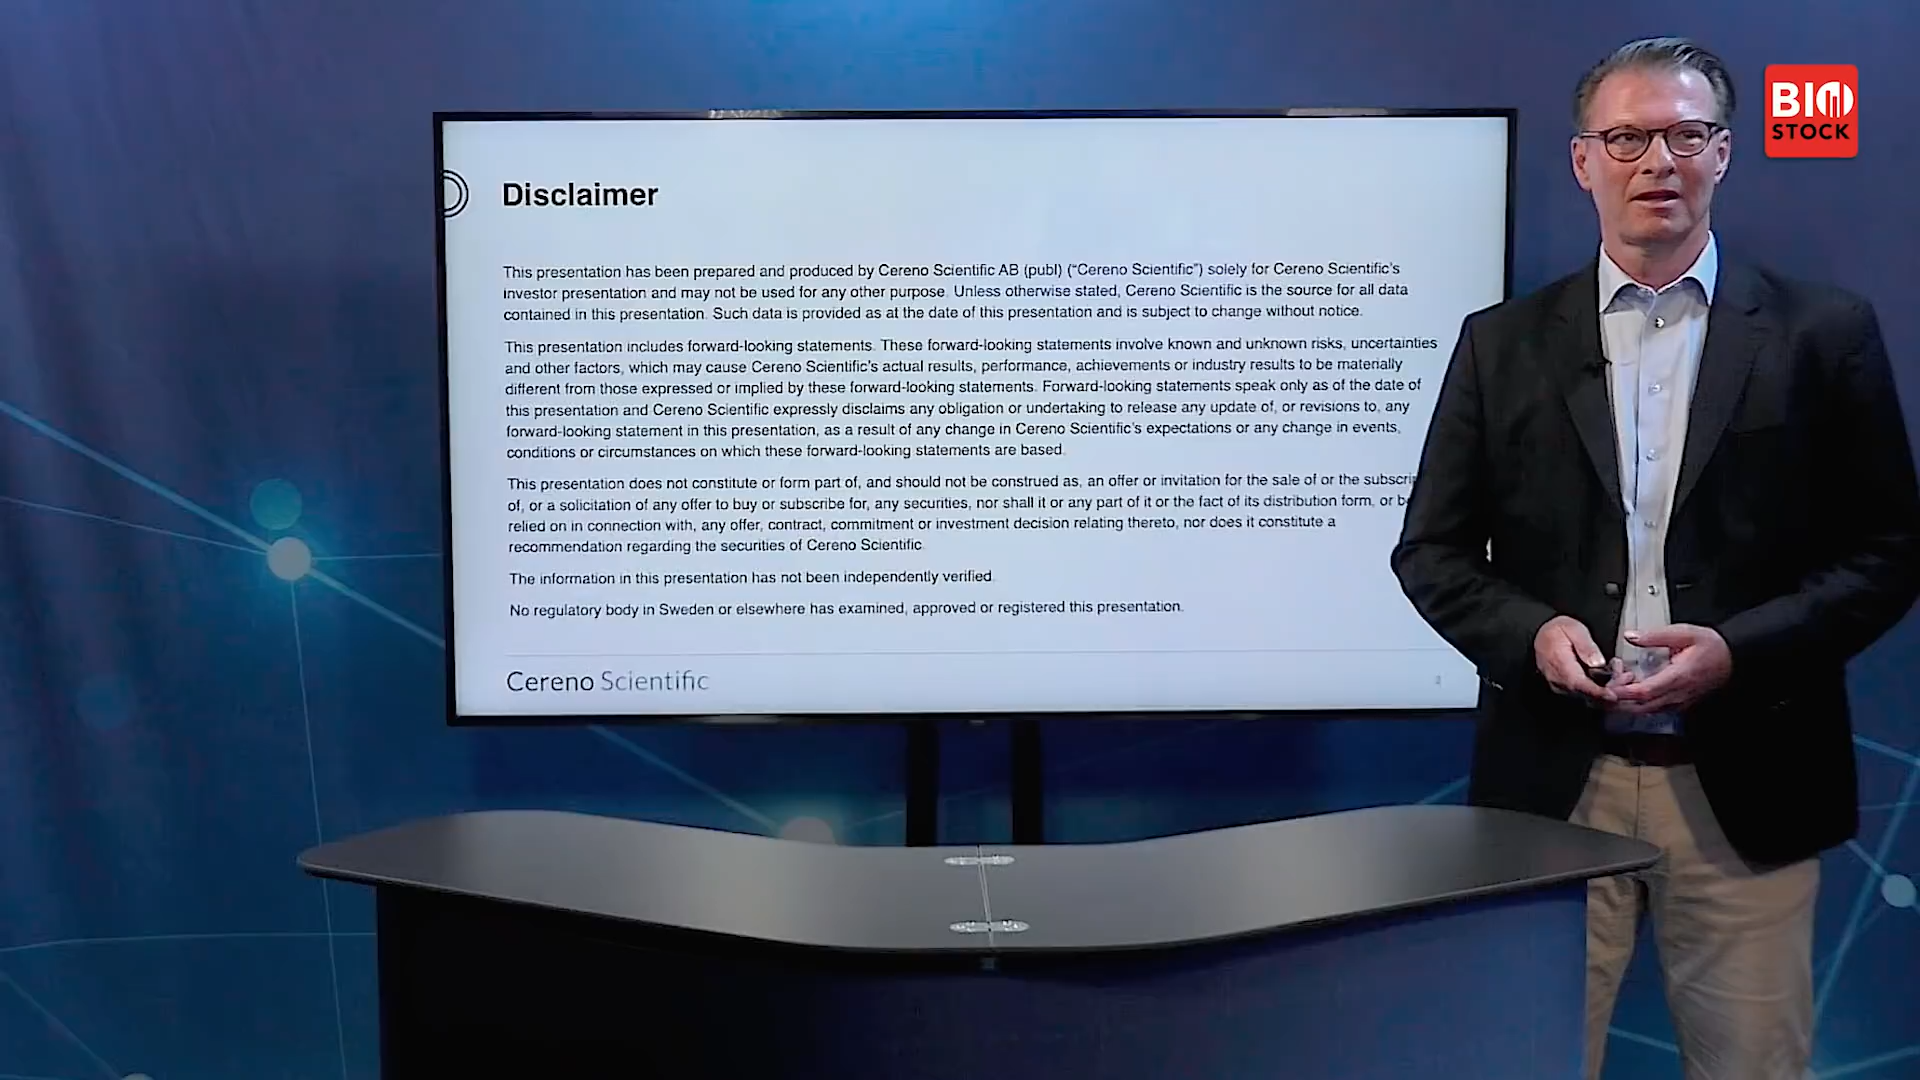 BIO
STOCK
Disclaimer
This presentation has been prepared and produced by Cereno Scientific AB (publ) (“Cereno Scientific”) solely for Cereno Scientific's
investor presentation and may not be used for any other purpose. Unless otherwise stated, Cereno Scientific is the source for all data
contained in this presentation. Such data is provided as at the date of this presentation and is subject to change without notice.
This presentation includes forward-looking statements. These forward-looking statements involve known and unknown risks, uncertainties
and other factors, which may cause Cereno Scientific's actual results, performance, achievements or industry results to be materially
different from those expressed or implied by these forward-looking statements. Forward-looking statements speak only as of the date of
this presentation and Cereno Scientific expressly disclaims any obligation or undertaking to release any update of, or revisions to, any
forward-looking statement in this presentation, as a result of any change in Cereno Scientific's expectations or any change in events,
conditions or circumstances on which these forward-looking statements are based.
This presentation does not constitute or form part of, and should not be construed as, an offer or invitation for the sale of or the
of, or a solicitation of any offer to buy or subscribe for, any securities, nor shall it or any part of it or the fact of its distribution form, or
relied on in connection with, any offer, contract, commitment or investment decision relating thereto, nor does it constitute a
recommendation regarding the securities of Cereno Scientific.
The information in this presentation has not been independently verified.
No regulatory body in Sweden or elsewhere has examined, approved or registered this presentation.
Cereno Scientific
2